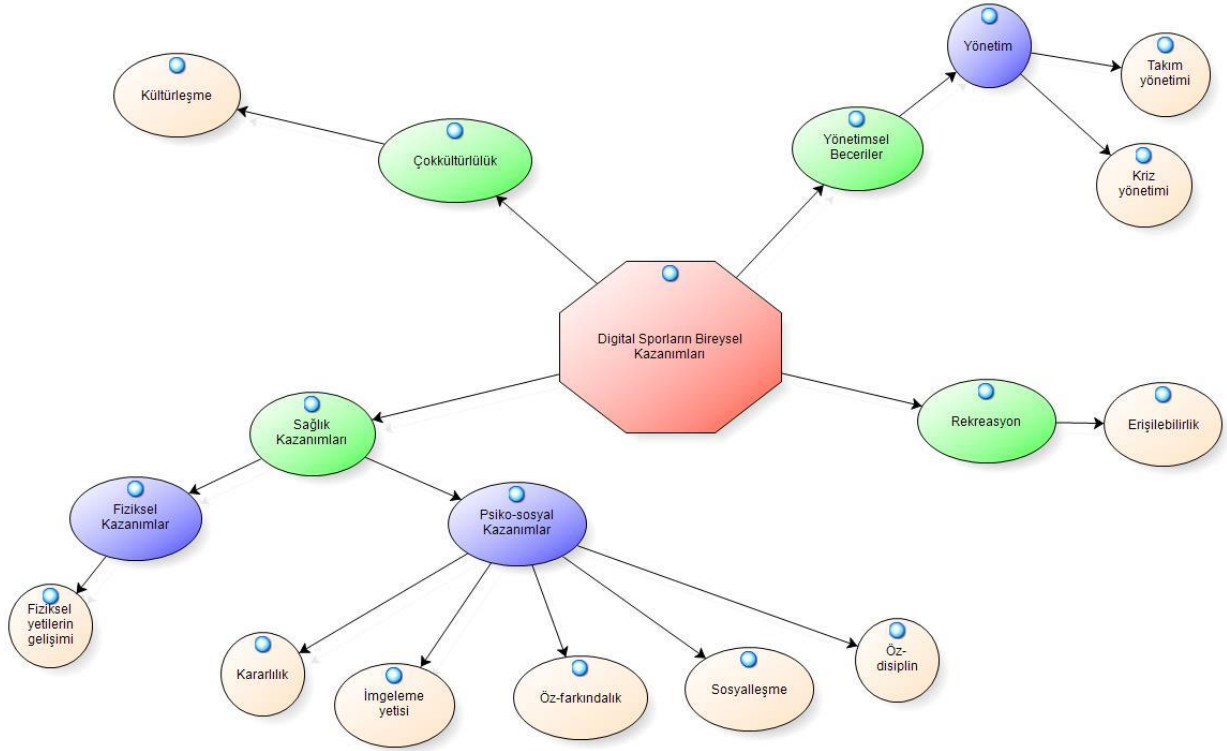 Yönetim
Takım
yönetimi
Kültürleşme
Yönetimsel
Beceriler
Çokkültürlülük
Kriz
yönetimi
Digital Sporların Bireysel
Kazanımları
Rekreasyon
Erişilebilirlik
Sağlık
Kazanımları
Fiziksel
Kazanımlar
Psiko-sosyal
Kazanımlar
Fiziksel
yetilerin
gelişimi
Kararlılık
İmgeleme
yetisi
Öz-farkındalık
Sosyalleşme
Öz-
disiplin